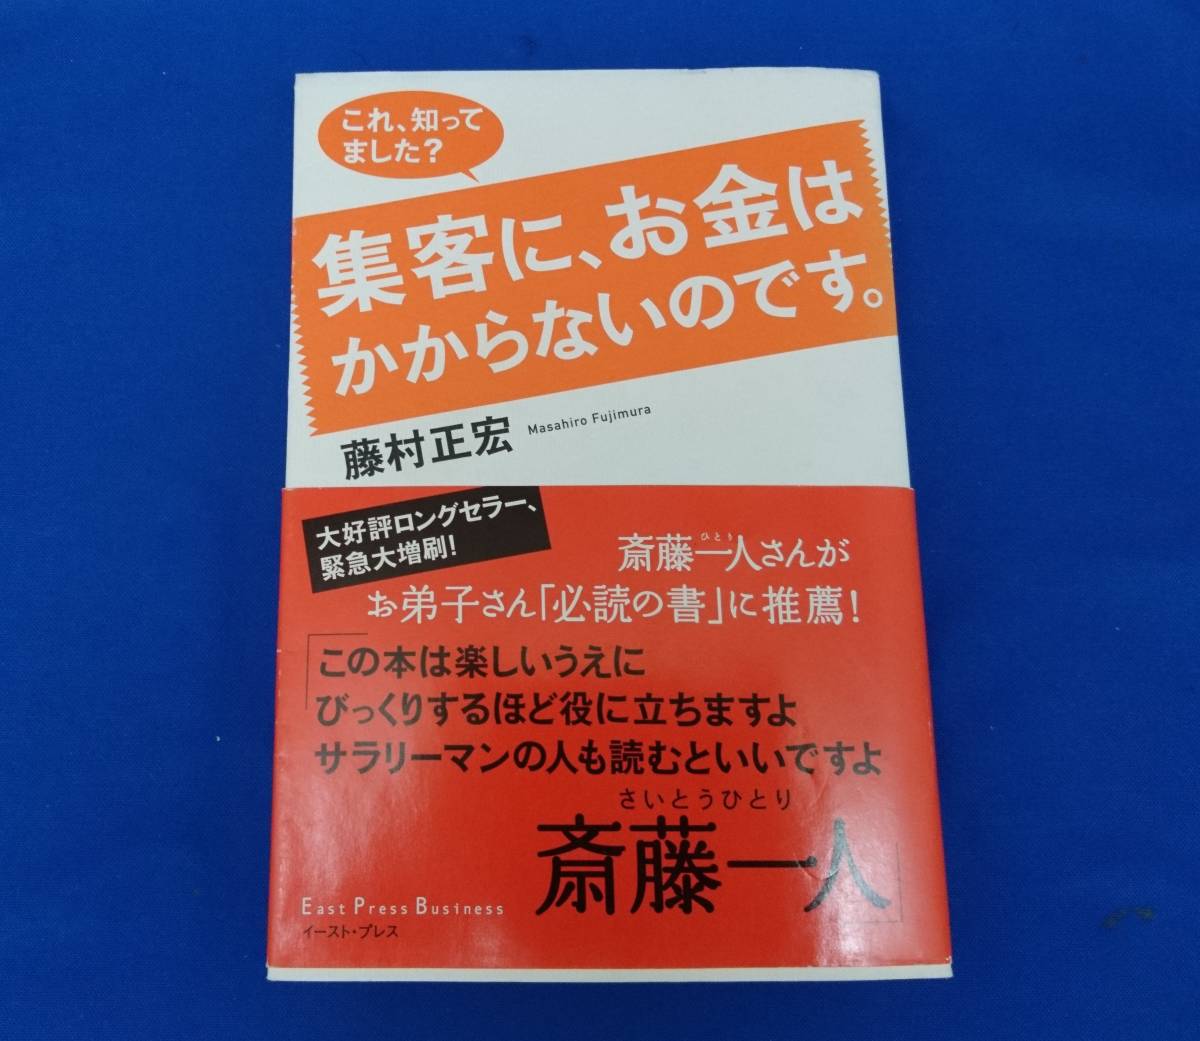 これ、知って
ました?
集客に、お金は
かからないのです。
藤村正宏 Masahiro Fujimura
大好評ロングセラー、
緊急大増刷!
ひとり
斎藤一人さんが
お弟子さん「必読の書」に推薦!
「この本は楽しいうえに
びっくりするほど役に立ちますよ
サラリーマンの人も読むといいですよ
さいとうひとり
斎藤一人」
East Press Business
イースト・プレス